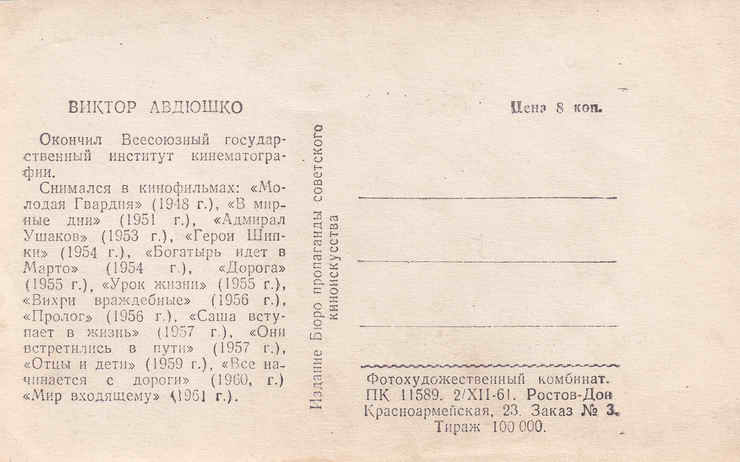 ВИКТОР АВДЮШКО
Окончил Всесоюзный государ-
ственный институт кинематогра-
фии.
Снимался в кинофильмах: «Мо-
лодая Гвардия» (1948 г.), «В мир-
ные дни» (1951 г.), «Адмирал
Ушаков» (1953 г.), «Герои Шип-
ки» (1954 г.), «Богатырь идет в
Марто» (1954 г.), «Дорога»
(1955 г.), «Урок жизни» (1955 г.),
«Вихри враждебные» (1956 г.),
«Пролог» (1956 г.), «Саша всту-
пает в жизнь» (1957 г.), «Они
встретились в пути» (1957 г.),
«Отцы и дети» (1959 г.), «Все на-
чинается с дороги» (1960, г.)
«Мир входящему» (1961 г.).
Издание Бюро пропаганды советского
киноискусства
Цена 8 коп.
Фотохудожественный комбинат.
ПК 11589. 2/XII-61. Ростов-Дон
Красноармейская, 23. Заказ № 3.
Тираж 100 000.